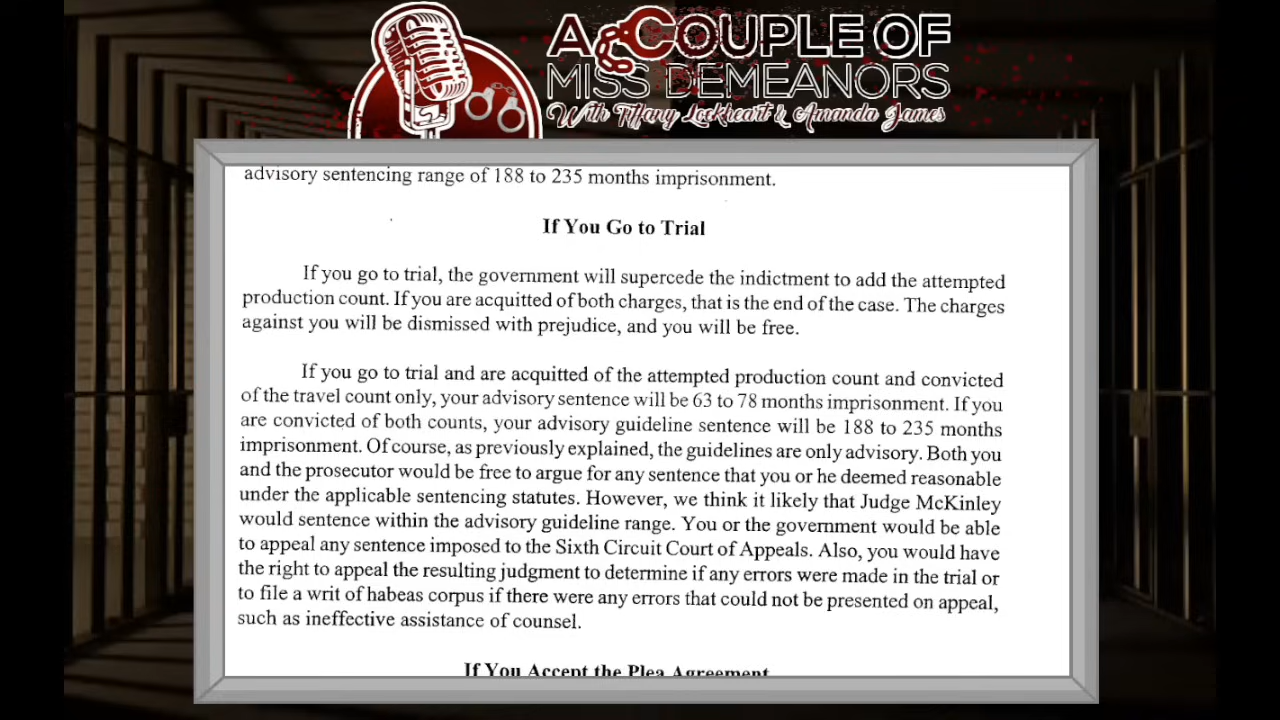 A COUPLE OF
MISS DEMEANORS
With Tiffany Lockheart & Amanda James
advisory sentencing range of 188 to 235 months imprisonment.
If You Go to Trial
If you go to trial, the government will supercede the indictment to add the attempted
production count. If you are acquitted of both charges, that is the end of the case. The charges
against you will be dismissed with prejudice, and you will be free.
If you go to trial and are acquitted of the attempted production count and convicted
of the travel count only, your advisory sentence will be 63 to 78 months imprisonment. If you
are convicted of both counts, your advisory guideline sentence will be 188 to 235 months
imprisonment. Of course, as previously explained, the guidelines are only advisory. Both you
and the prosecutor would be free to argue for any sentence that you or he deemed reasonable
under the applicable sentencing statutes. However, we think it likely that Judge McKinley
would sentence within the advisory guideline range. You or the government would be able
to appeal any sentence imposed to the Sixth Circuit Court of Appeals. Also, you would have
the right to appeal the resulting judgment to determine if any errors were made in the trial or
to file a writ of habeas corpus if there were any errors that could not be presented on appeal,
such as ineffective assistance of counsel.
If You Accept the Plea Agreement